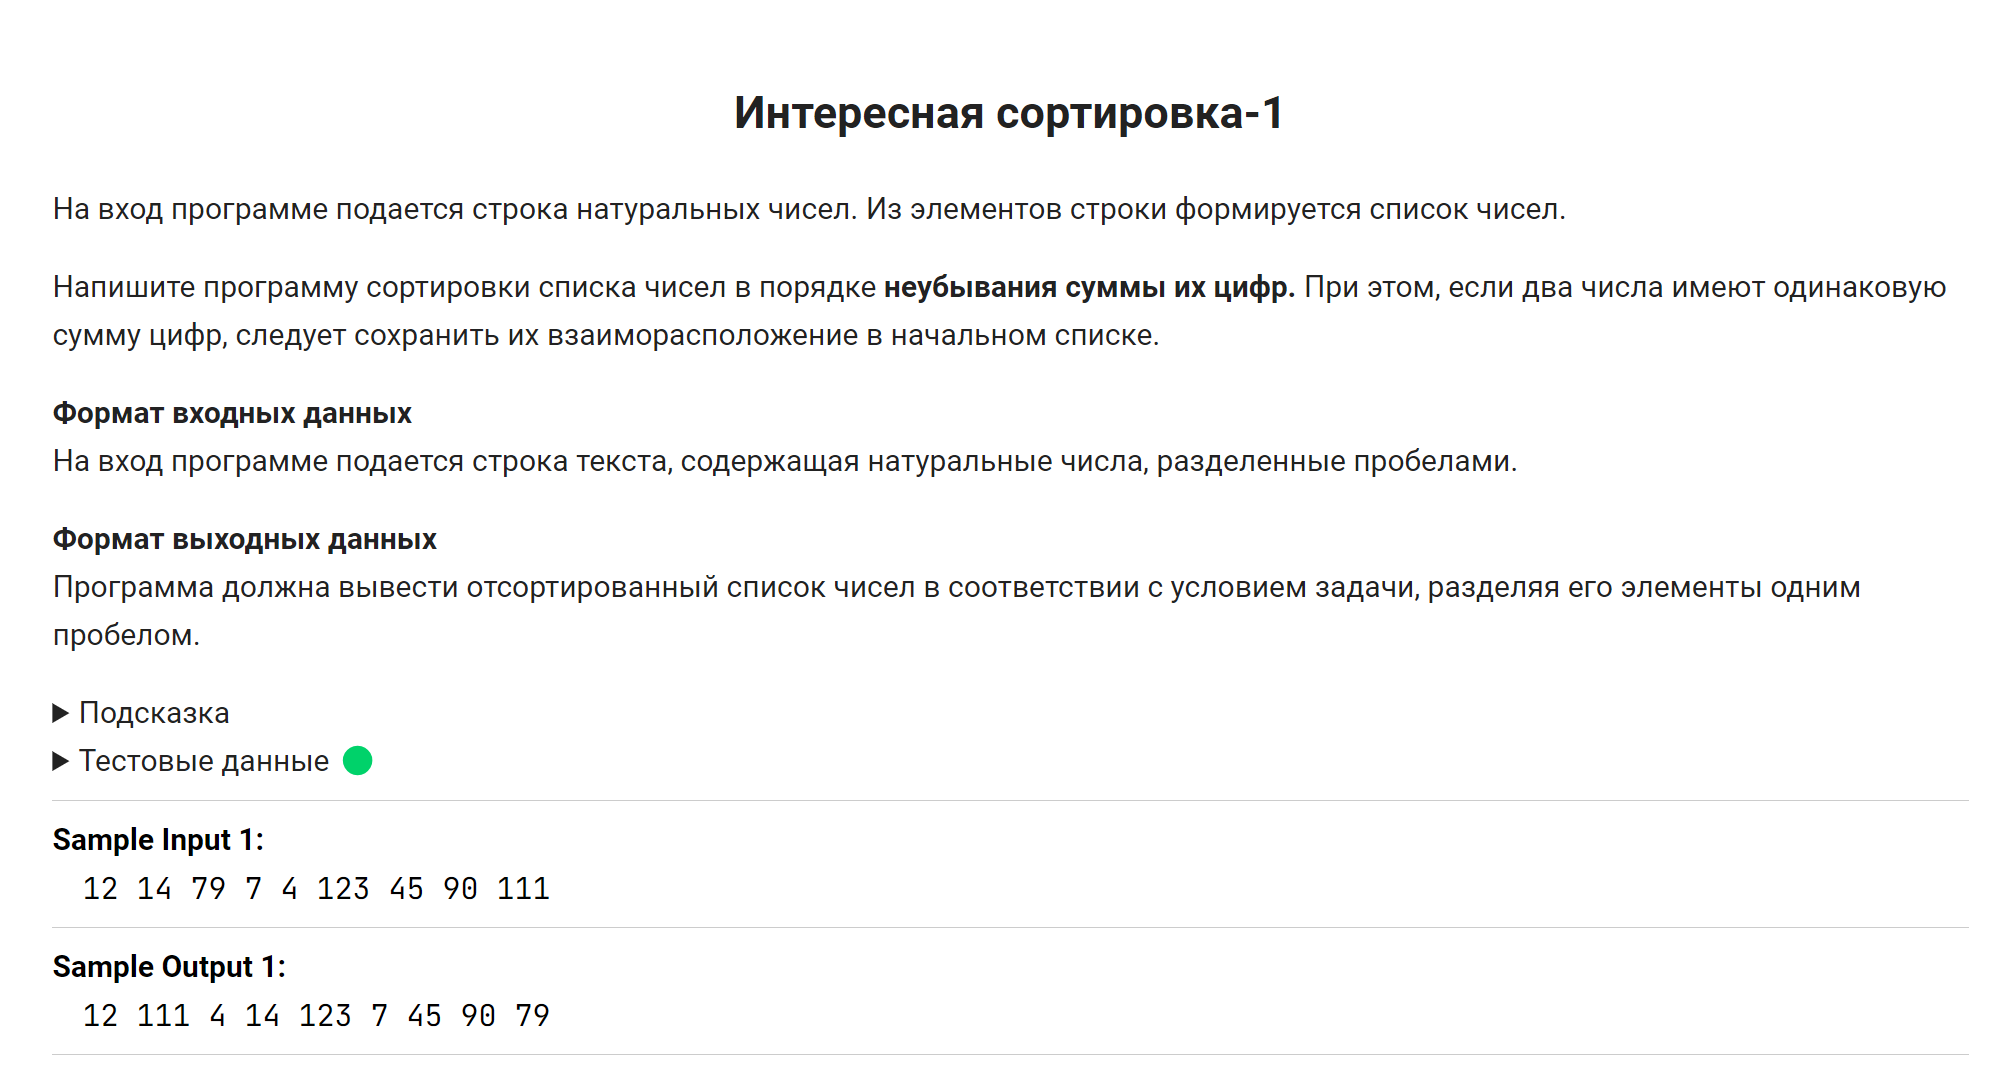 Интересная сортировка-1
На вход программе подается строка натуральных чисел. Из элементов строки формируется список чисел.
Напишите программу сортировки списка чисел в порядке неубывания суммы их цифр. При этом, если два числа имеют одинаковую
сумму цифр, следует сохранить их взаиморасположение в начальном списке.
Формат входных данных
На вход программе подается строка текста, содержащая натуральные числа, разделенные пробелами.
Формат выходных данных
Программа должна вывести отсортированный список чисел в соответствии с условием задачи, разделяя его элементы одним
пробелом.
Подсказка
Тестовые данные
Sample Input 1:
12 14 79 7 4 123 45 90 111
Sample Output 1:
12 111 4 14 123 7 45 90 79